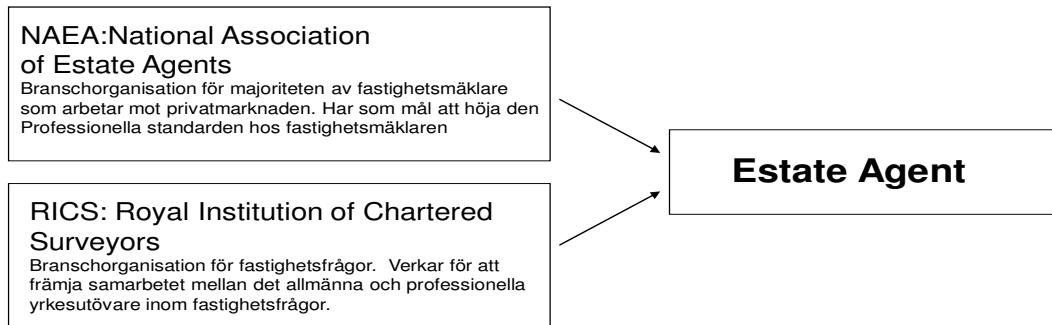 NAEA:National Association
of Estate Agents
Branschorganisation för majoriteten av fastighetsmäklare
som arbetar mot privatmarknaden. Har som mål att höja den
Professionella standarden hos fastighetsmäklaren
RICS: Royal Institution of Chartered
Surveyors
Branschorganisation för fastighetsfrågor.  Verkar för att
främja samarbetet mellan det allmänna och professionella
yrkesutövare inom fastighetsfrågor.
Estate Agent